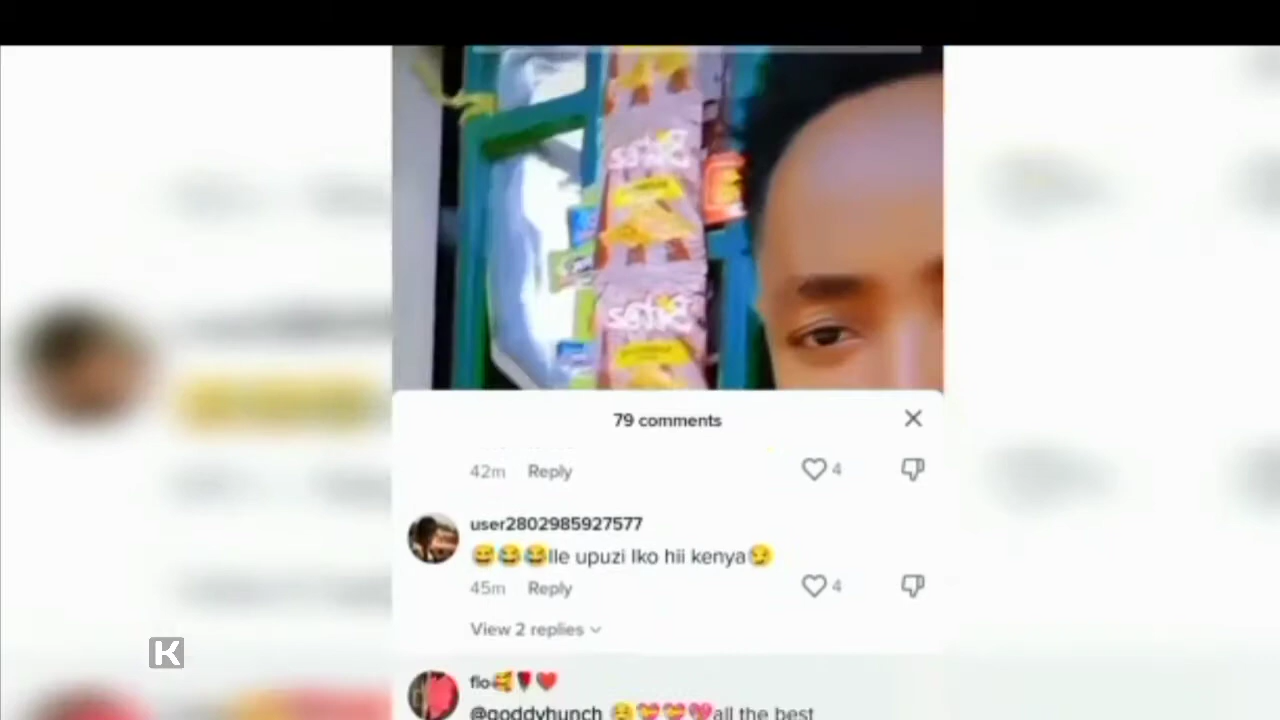 79 comments
42m Reply 4
user2802985927577
😅😂😂Ile upuzi Iko hii kenya😏
45m Reply 4
View 2 replies
flo🥰🌹❤️
@goddyhunch 😏💝💝💖all the best
K